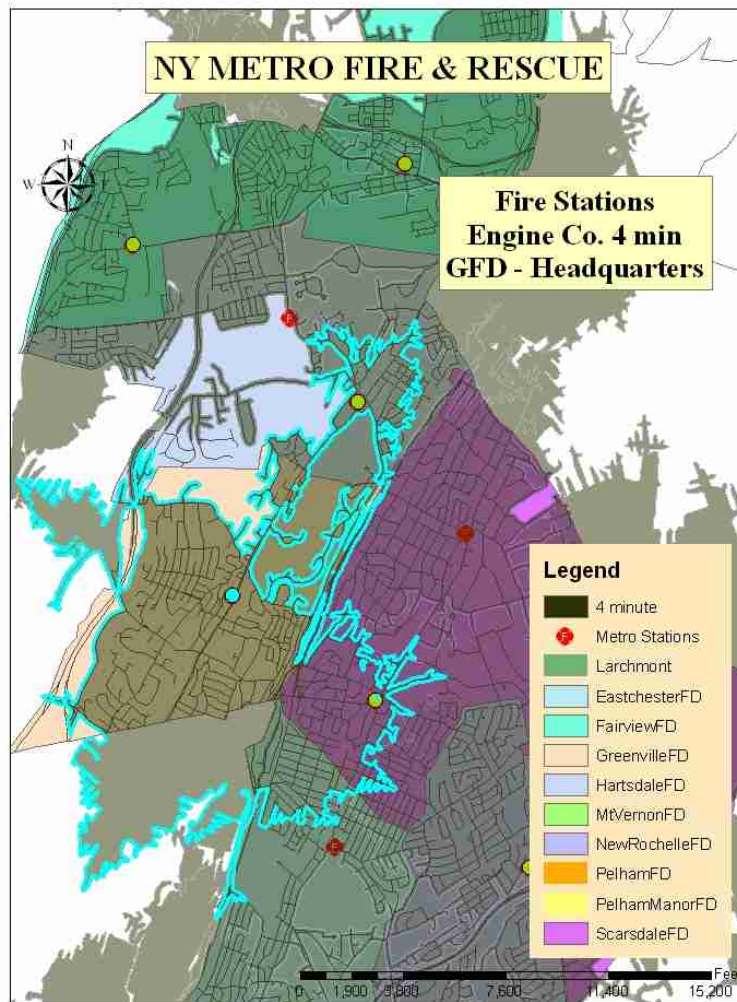 NY METRO FIRE & RESCUE
N
W
Fire Stations
Engine Co. 4 min
GFD - Headquarters
Legend
4 minute
F Metro Stations
Larchmont
EastchesterFD
FairviewFD
GreenvilleFD
HartsdaleFD
MtVernonFD
NewRochelleFD
PelhamFD
PelhamManorFD
ScarsdaleFD
Fee
0 1,900 3,800 7,600 11,400 15,200